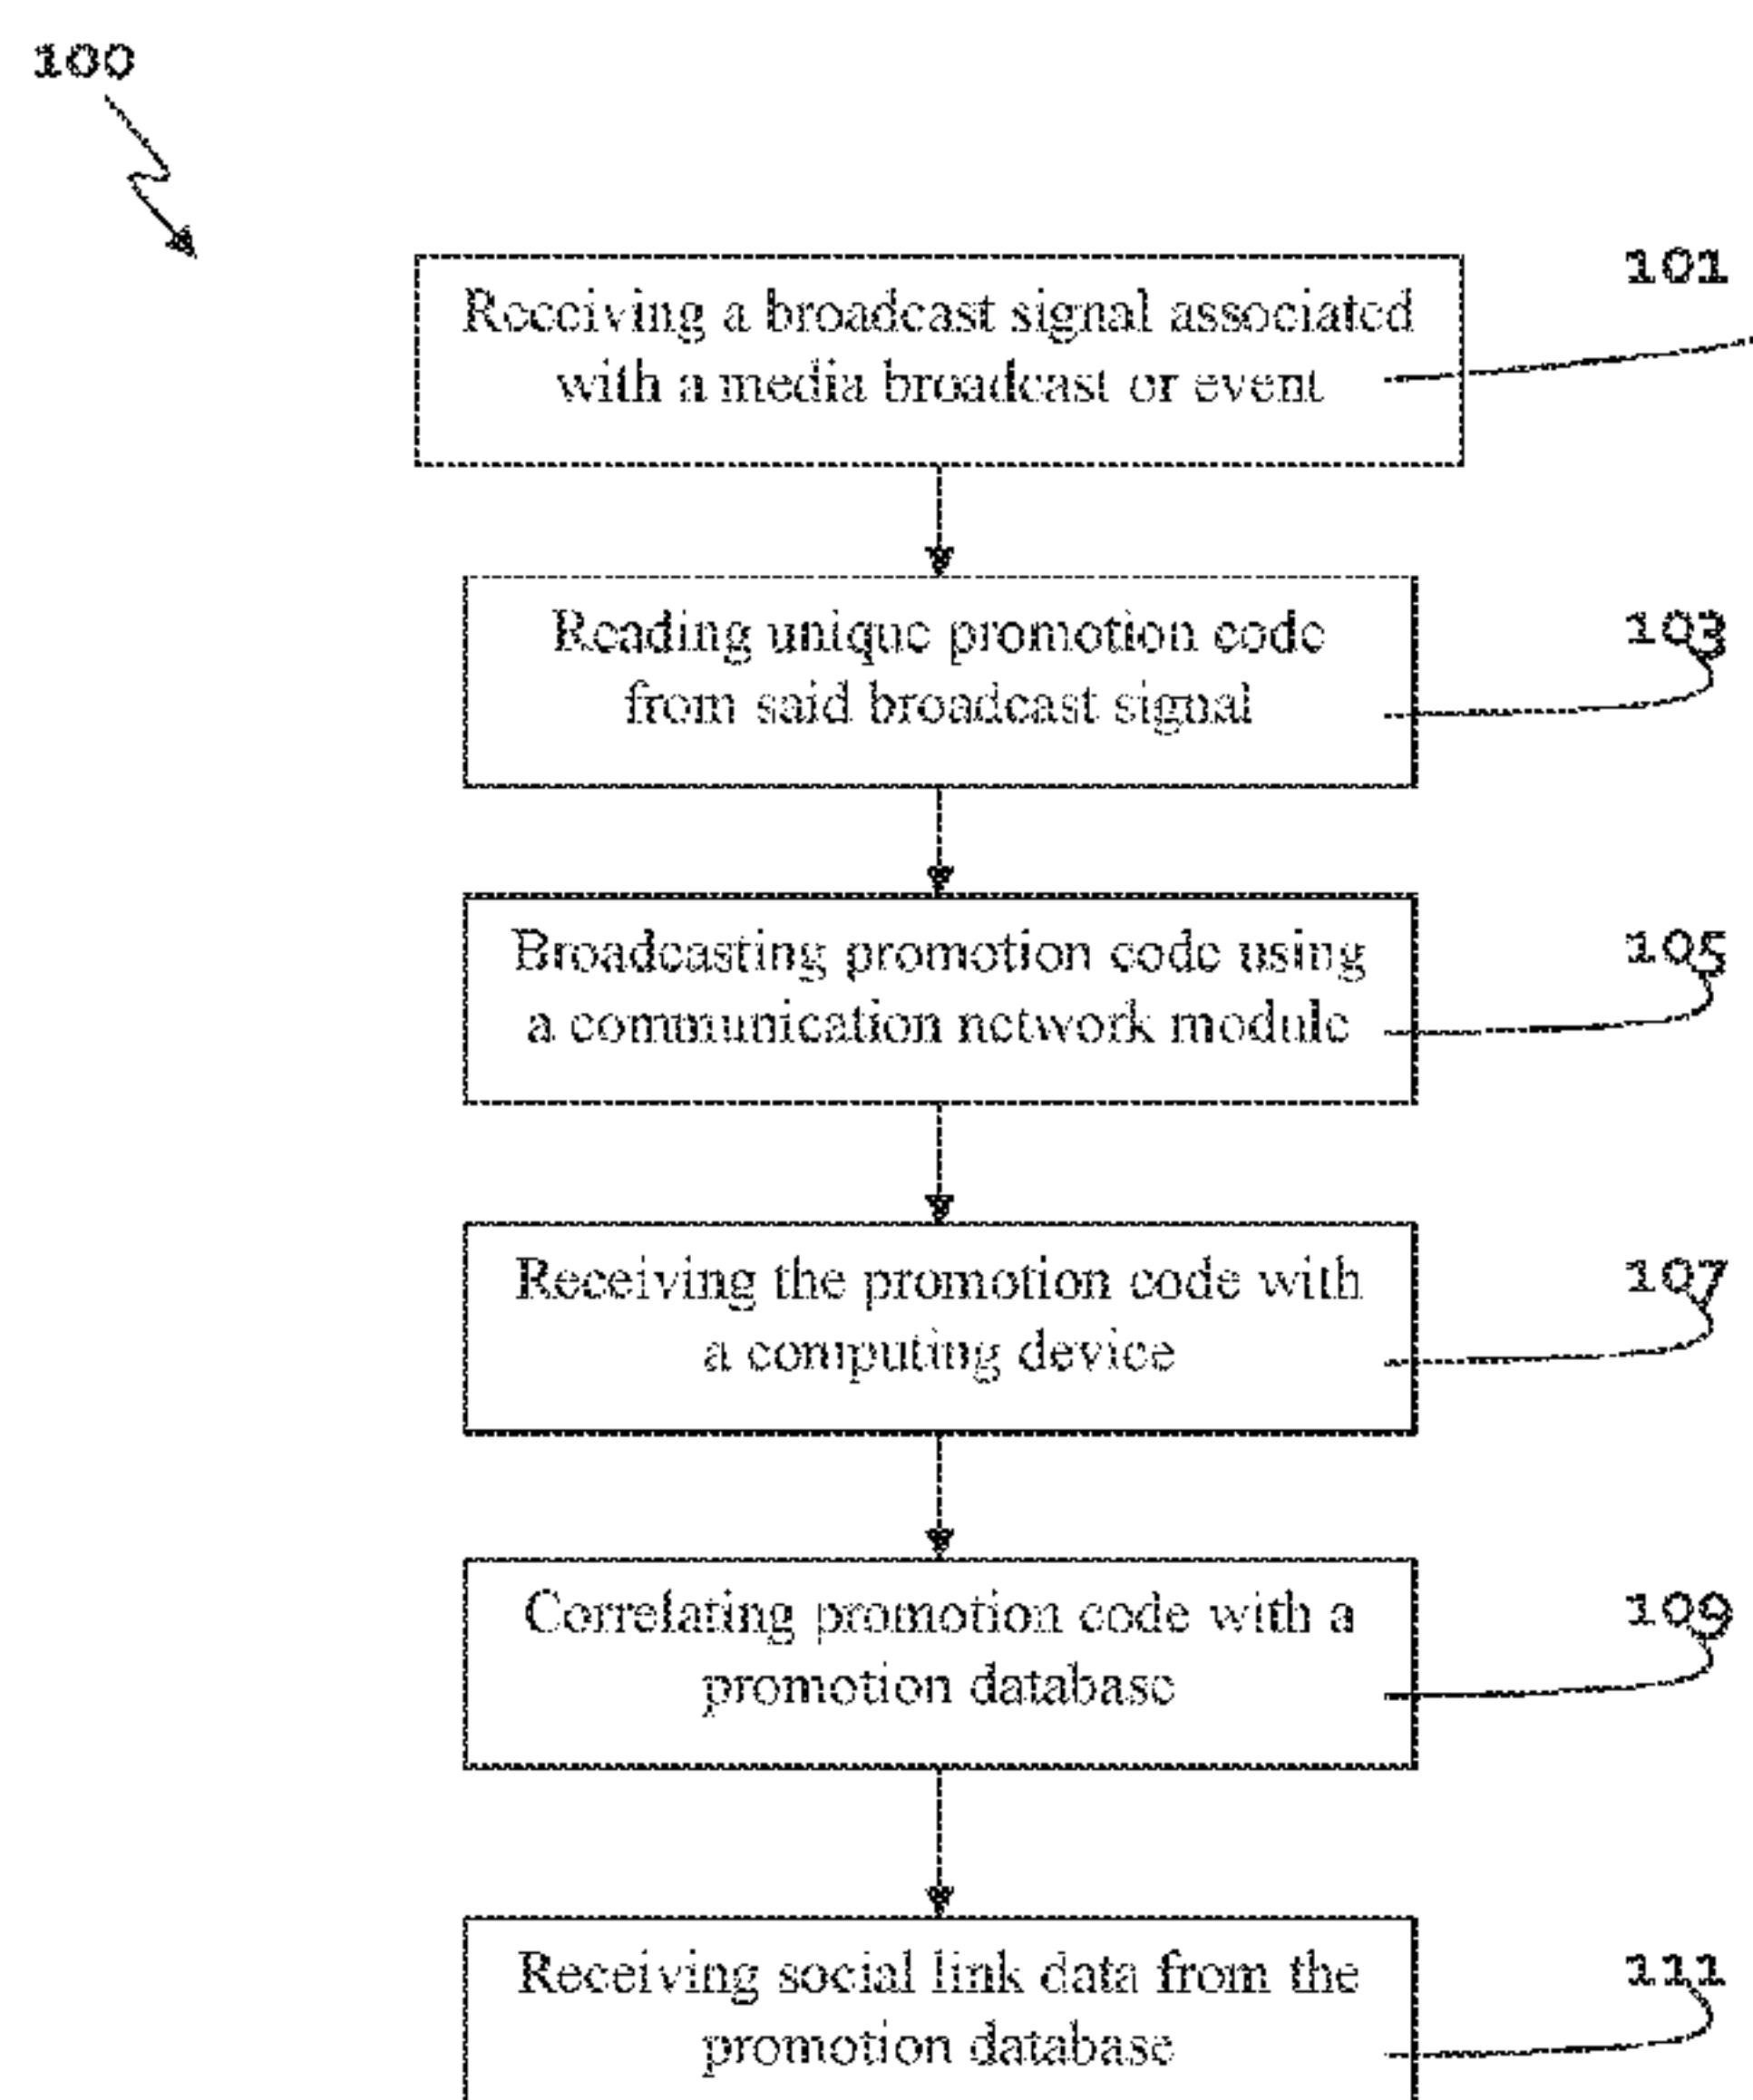 100
Receiving a broadcast signal associated
with a media broadcast or event
101
Reading unique promotion code
from said broadcast signal
103
Broadcasting promotion code using
a communication network module
105
Receiving the promotion code with
a computing device
107
Correlating promotion code with a
promotion database
109
Receiving social link data from the
promotion database
111